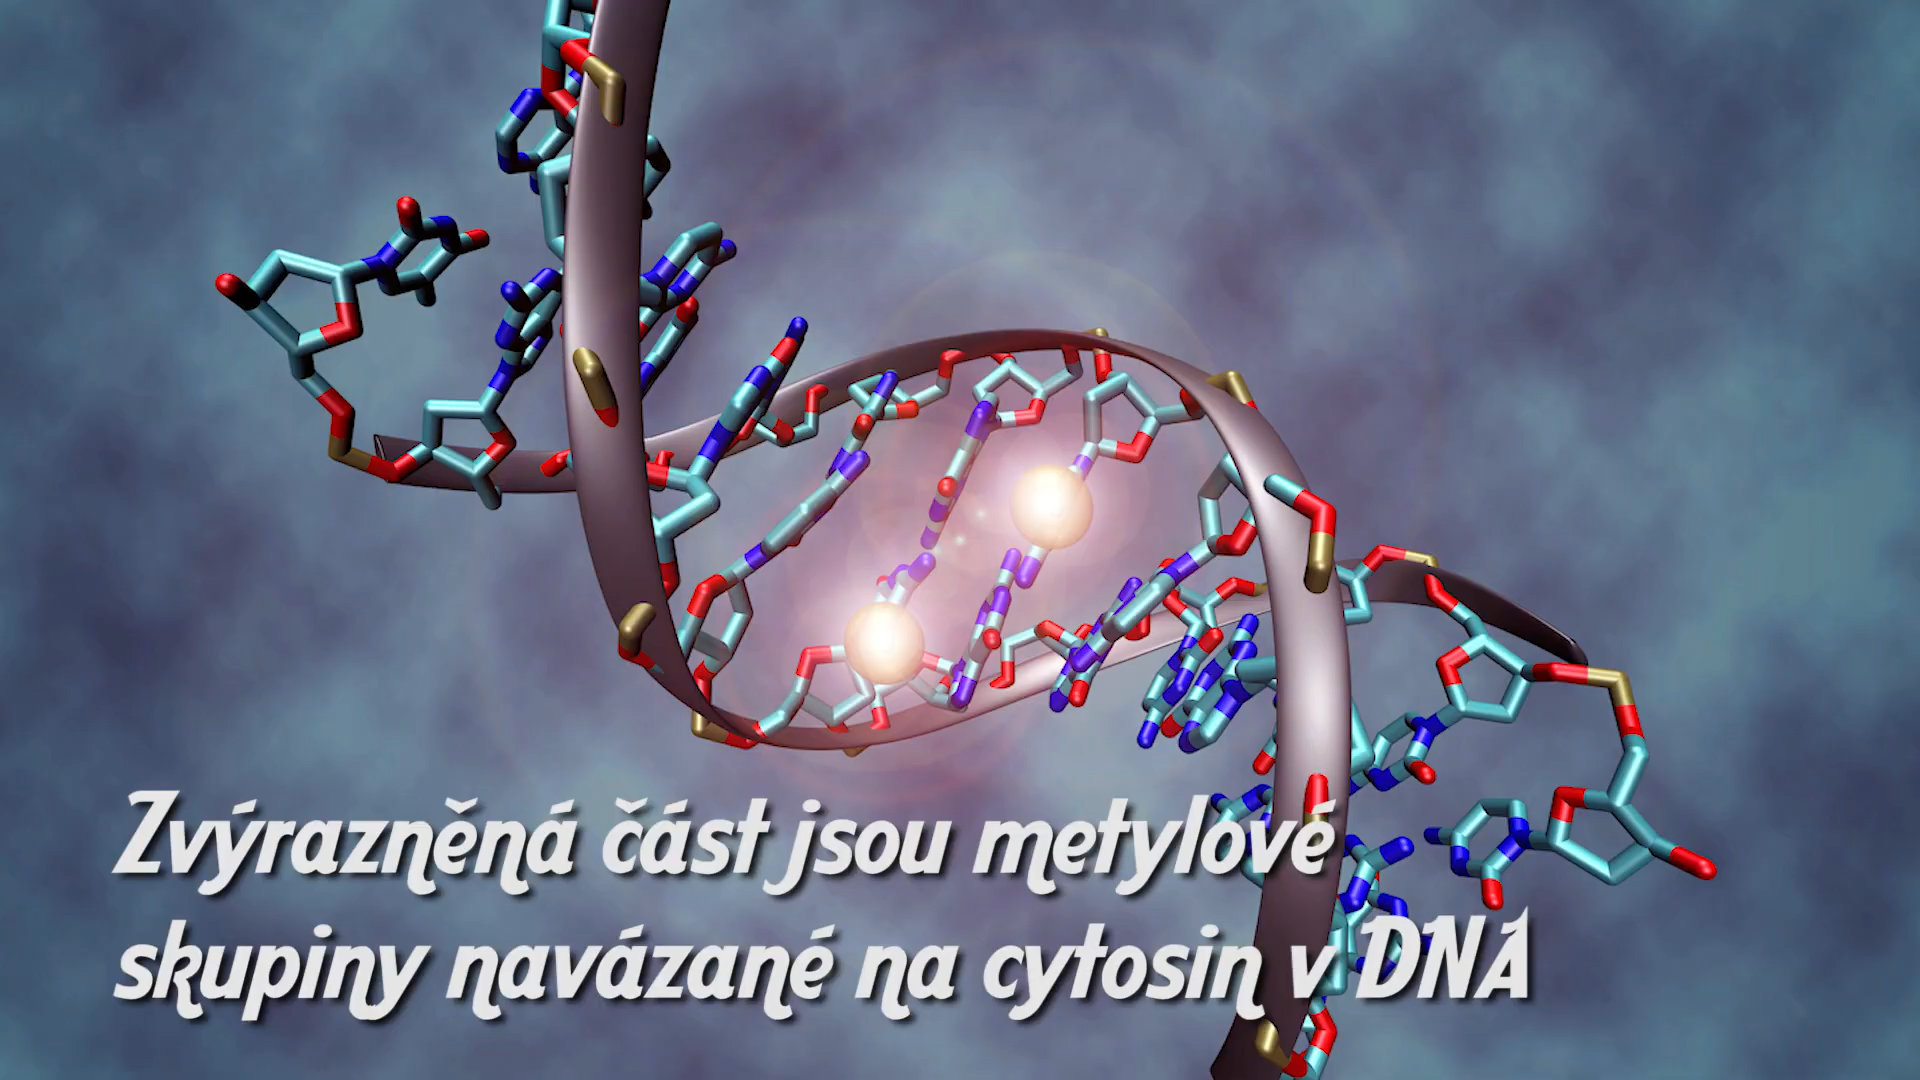 Zvýrazněná část jsou metylové
skupiny navázané na cytosin v DNA